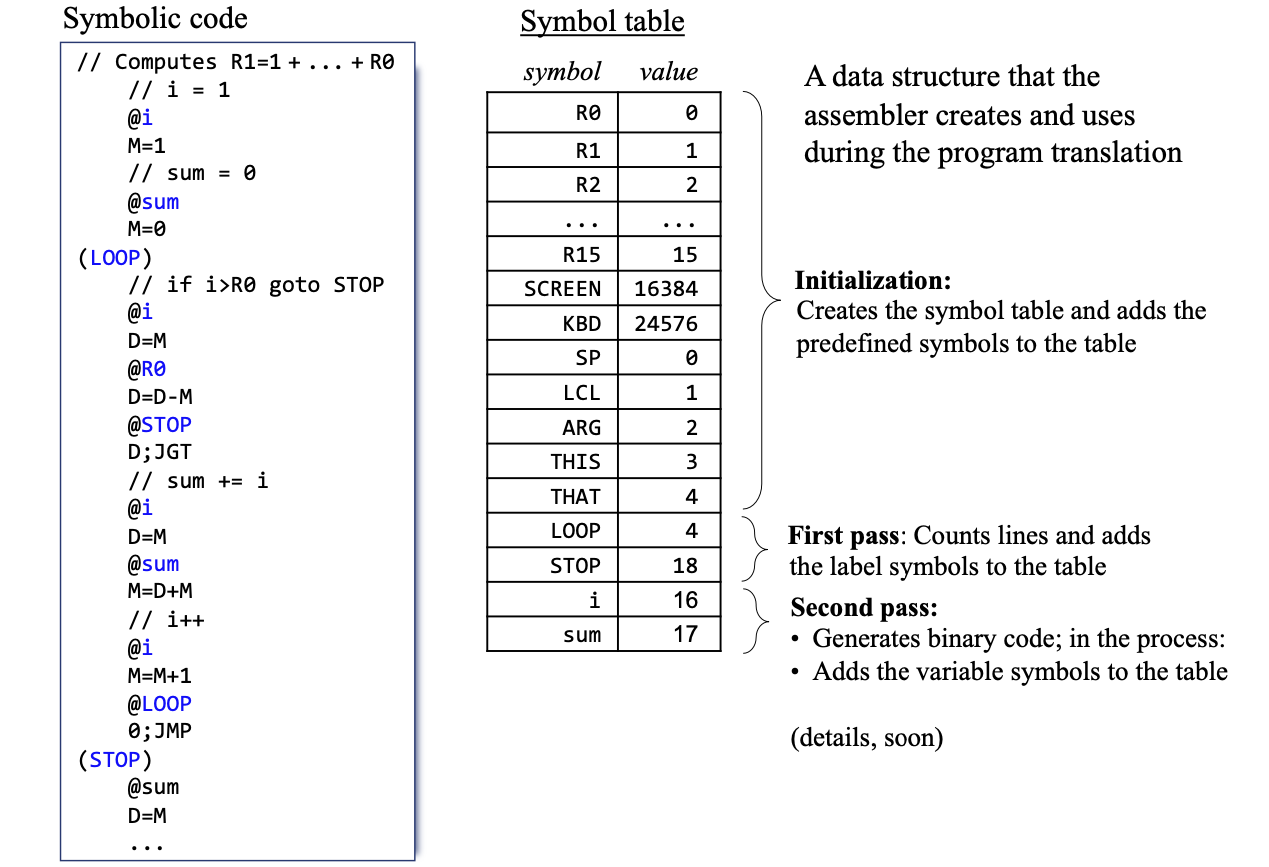 Symbolic code
// Computes R1=1 + ... + R0
// i = 1
@i
M=1
// sum = 0
@sum
M=0
(LOOP)
// if i>R0 goto STOP
@i
D=M
@R0
D=D-M
@STOP
D;JGT
// sum += i
@i
D=M
@sum
M=D+M
// i++
@i
M=M+1
@LOOP
0;JMP
(STOP)
@sum
D=M
...
Symbol table
symbol value
R0 0
R1 1
R2 2
... ...
R15 15
SCREEN 16384
KBD 24576
SP 0
LCL 1
ARG 2
THIS 3
THAT 4
LOOP 4
STOP 18
i 16
sum 17
A data structure that the
assembler creates and uses
during the program translation
Initialization:
Creates the symbol table and adds the
predefined symbols to the table
First pass: Counts lines and adds
the label symbols to the table
Second pass:
• Generates binary code; in the process:
• Adds the variable symbols to the table
(details, soon)